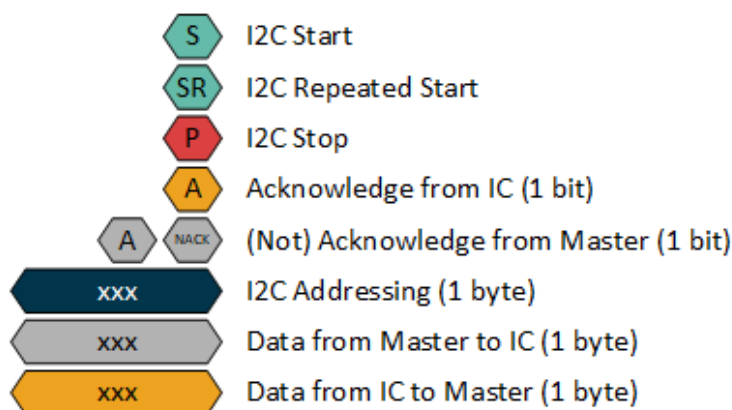 S I2C Start
SR I2C Repeated Start
P I2C Stop
A Acknowledge from IC (1 bit)
A NACK (Not) Acknowledge from Master (1 bit)
xxx I2C Addressing (1 byte)
xxx Data from Master to IC (1 byte)
xxx Data from IC to Master (1 byte)